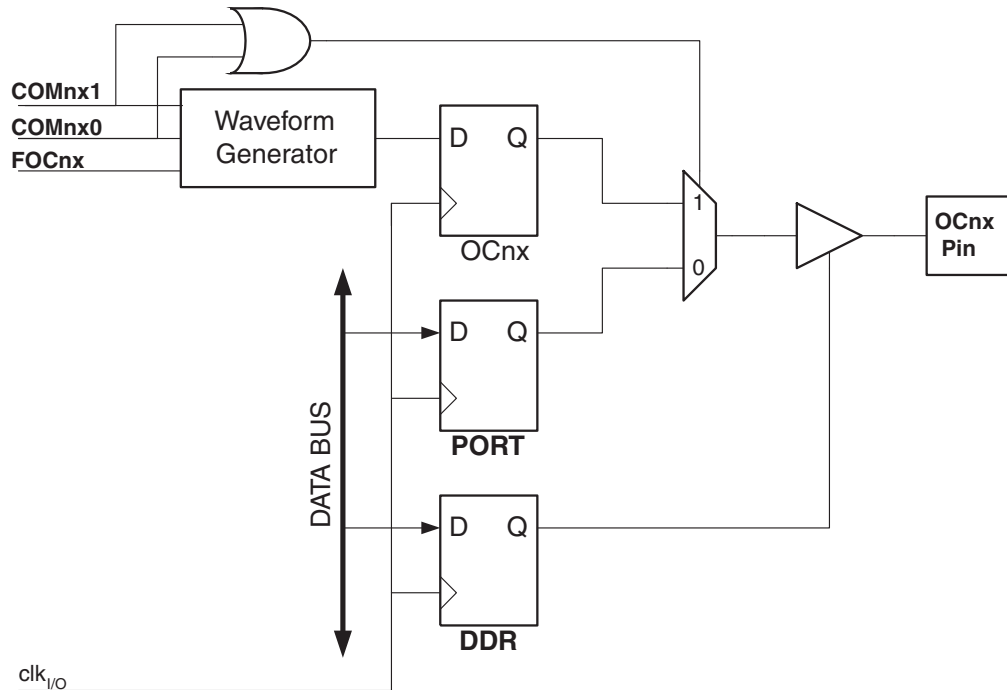 COMnx1
COMnx0
FOCnx
Waveform
Generator
D
Q
OCnx
1
0
OCnx
Pin
D
Q
PORT
DATA BUS
D
Q
DDR
clkI/O